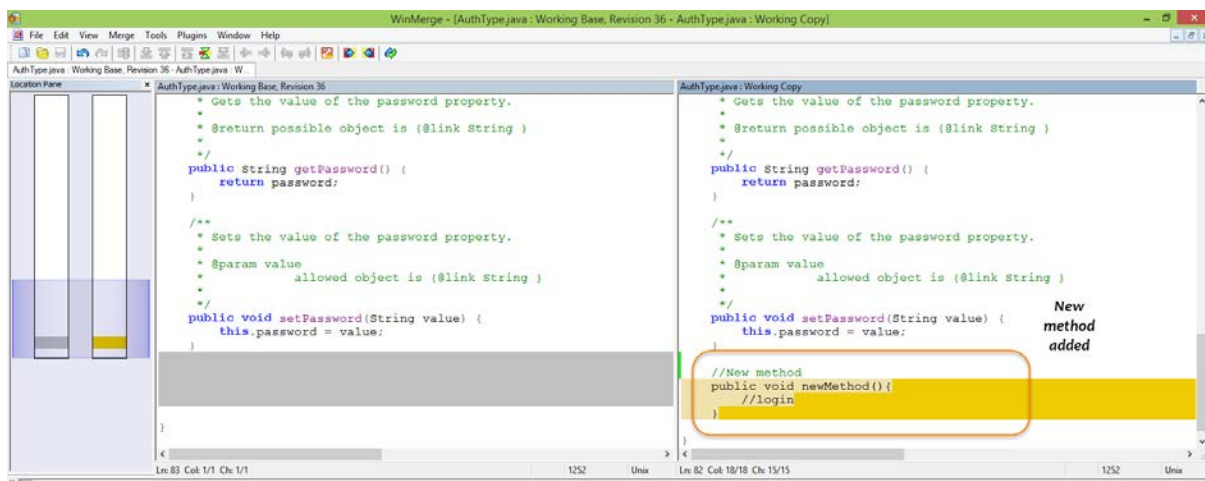 WinMerge - [AuthType.java : Working Base, Revision 36 - AuthType.java : Working Copy]
File Edit View Merge Tools Plugins Window Help
AuthType.java : Working Base, Revision 36 - AuthType.java : W...
Location Pane
x
AuthType.java : Working Base, Revision 36
* Gets the value of the password property.
*
* @return possible object is {@link String }
*
*/
public String getPassword() {
return password;
}
/**
* Sets the value of the password property.
*
* @param value
* allowed object is {@link String }
*
*/
public void setPassword(String value) {
this.password = value;
}
}
Ln: 83 Col: 1/1 Ch: 1/1
1252
Unix
AuthType.java : Working Copy
* Gets the value of the password property.
*
* @return possible object is {@link String }
*
*/
public String getPassword() {
return password;
}
/**
* Sets the value of the password property.
*
* @param value
* allowed object is {@link String }
*
*/
public void setPassword(String value) {
this.password = value;
}
//New method
public void newMethod(){
//login
}
}
New
method
added
Ln: 82 Col: 18/18 Ch: 15/15
1252
Unix